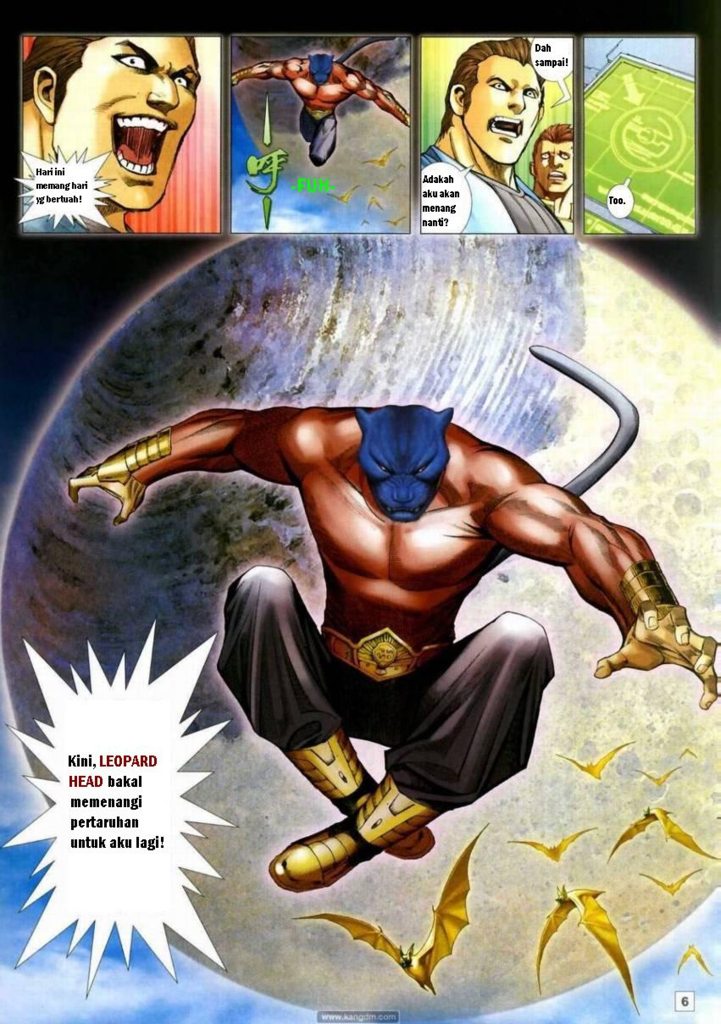 Hari ini
memang hari
yg bertuah!
呼
-FUH-
Dah
sampai!
Adakah
aku akan
menang
nanti?
Too.
Kini, LEOPARD
HEAD bakal
memenangi
pertaruhan
untuk aku lagi!
www.kangdm.com
6